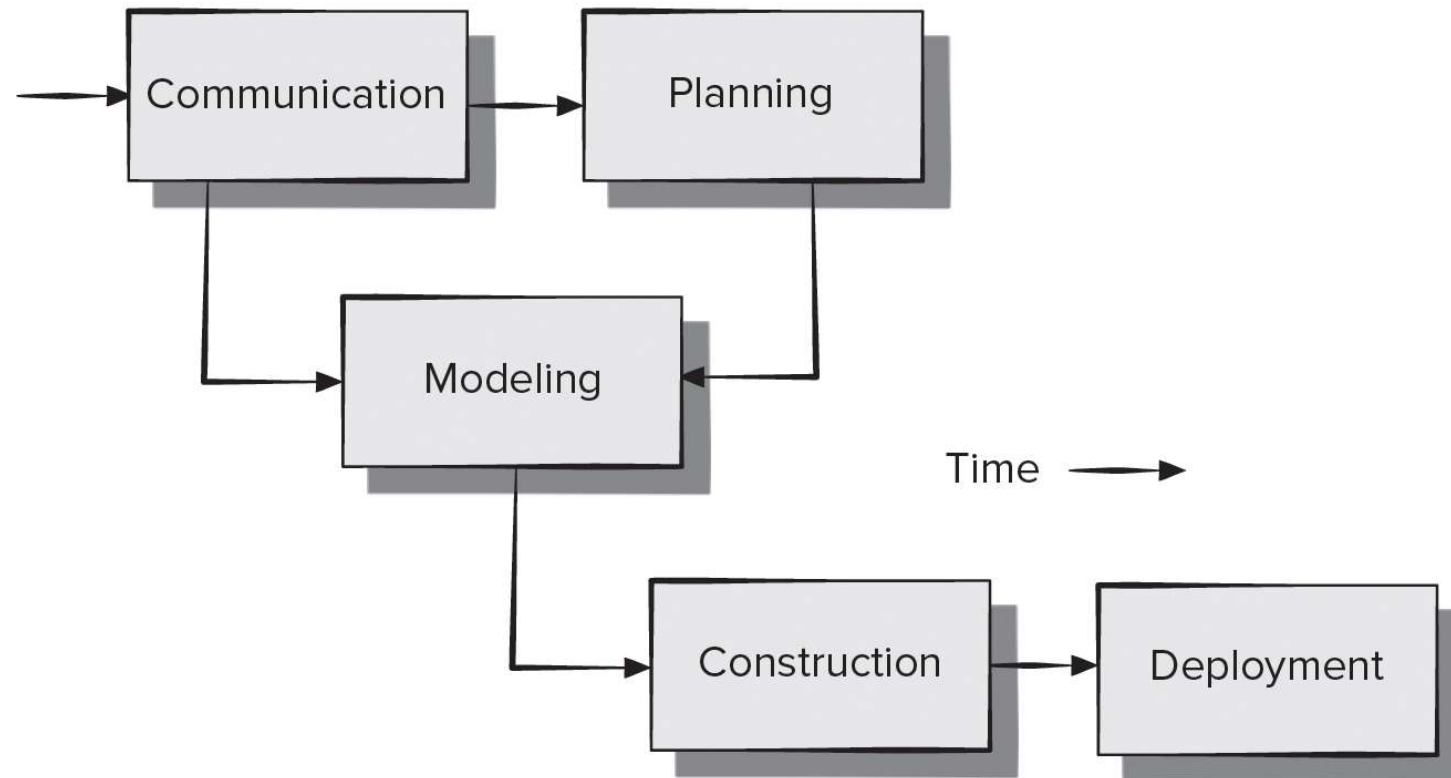 Communication
Planning
Modeling
Time
Construction
Deployment